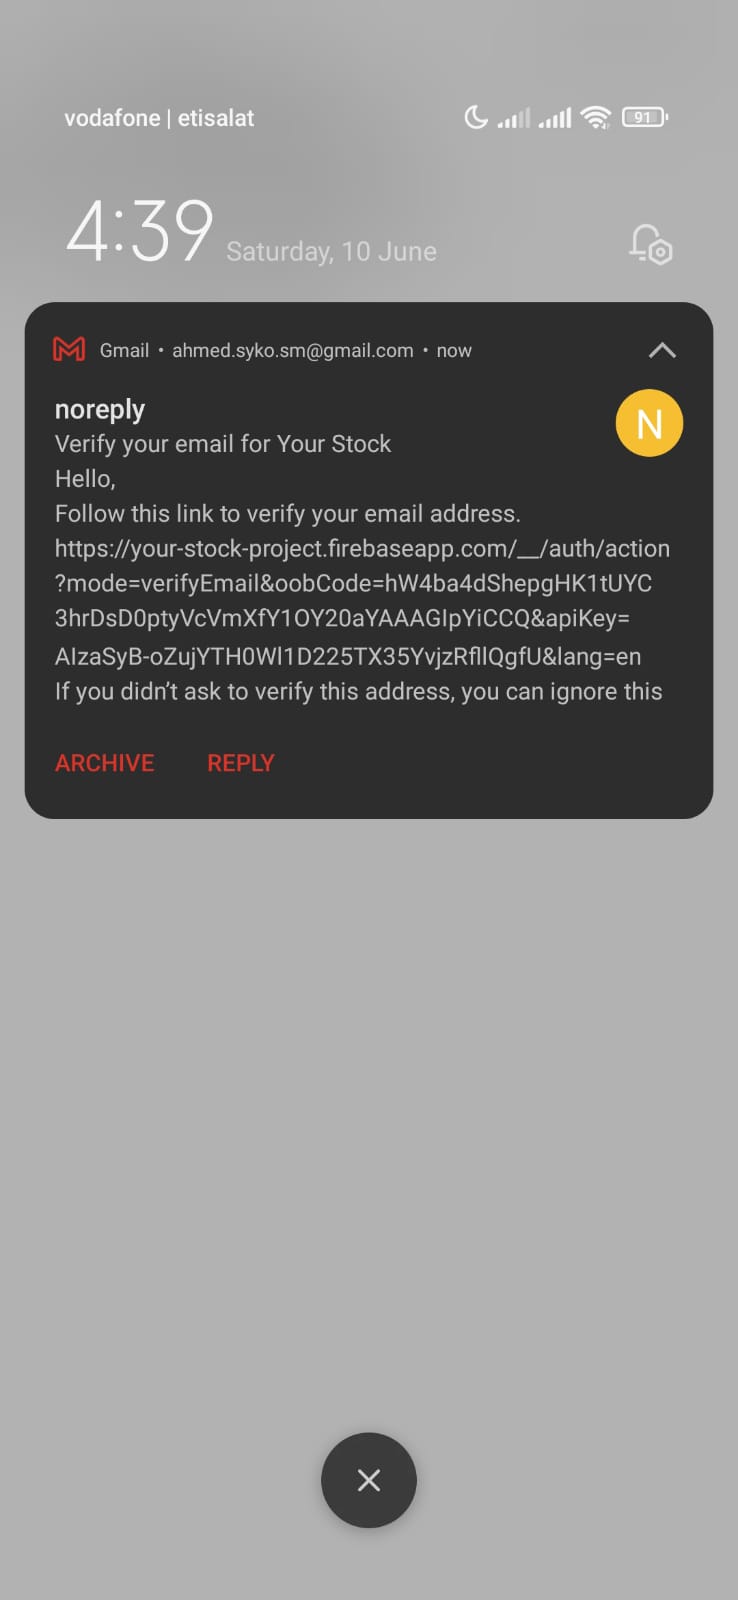 vodafone | etisalat
91
4:39 Saturday, 10 June
Gmail • ahmed.syko.sm@gmail.com • now
noreply
N
Verify your email for Your Stock
Hello,
Follow this link to verify your email address.
https://your-stock-project.firebaseapp.com/__/auth/action
?mode=verifyEmail&oobCode=hW4ba4dShepgHK1tUYC
3hrDsD0ptyVcVmXfY1OY20aYAAAGIpYiCCQ&apiKey=
AIzaSyB-oZujYTH0Wl1D225TX35YvjzRfllQgfU&lang=en
If you didn’t ask to verify this address, you can ignore this
ARCHIVE REPLY